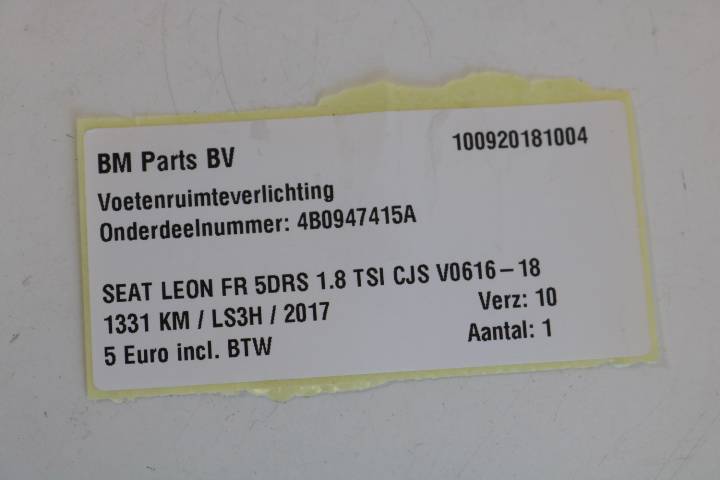 BM Parts BV 100920181004
Voetenruimteverlichting
Onderdeelnummer: 4B0947415A
SEAT LEON FR 5DRS 1.8 TSI CJS V0616-18
1331 KM / LS3H / 2017 Verz: 10
5 Euro incl. BTW Aantal: 1